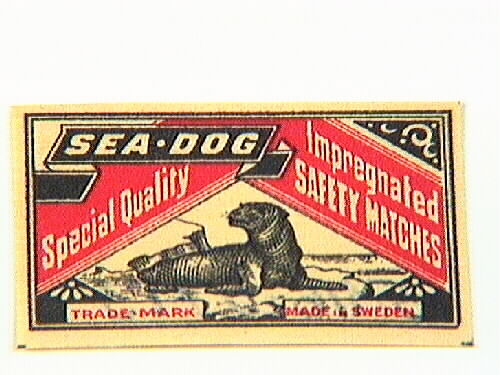 SEA-DOG
Special Quality
Impregnated
SAFETY MATCHES
TRADE-MARK
MADE IN SWEDEN